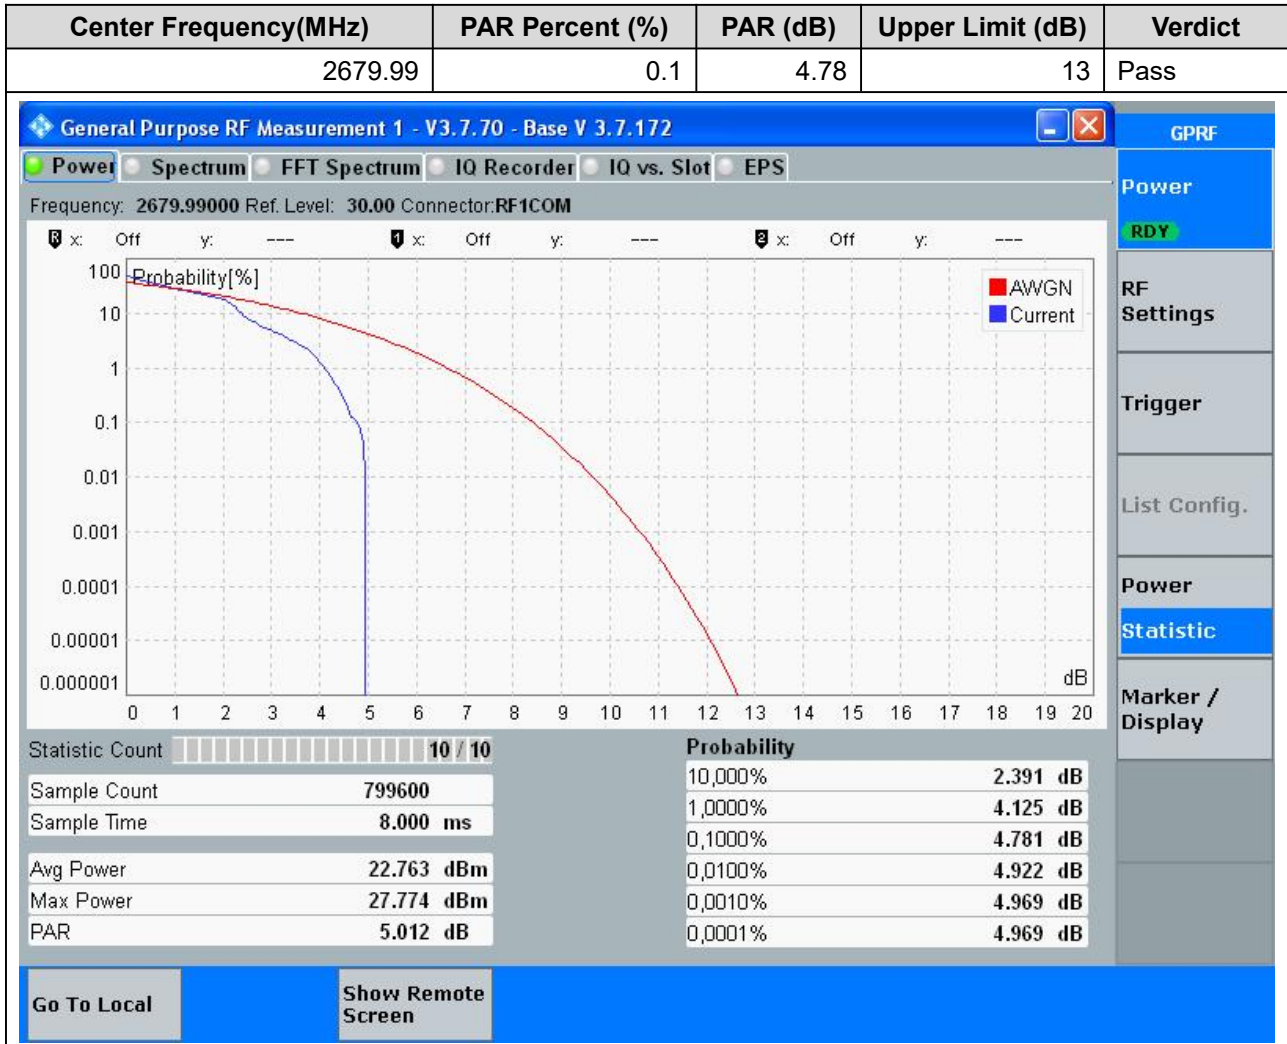 Center Frequency(MHz) PAR Percent (%) PAR (dB) Upper Limit (dB) Verdict
2679.99 0.1 4.78 13 Pass
General Purpose RF Measurement 1 - V3.7.70 - Base V 3.7.172
GPRF
Power Spectrum FFT Spectrum IQ Recorder IQ vs. Slot EPS
Power
RDY
Frequency: 2679.99000 Ref. Level: 30.00 Connector:RF1COM
R x: Off y: --- 1 x: Off y: --- 2 x: Off y: ---
Probability[%]
AWGN
Current
100
10
1
0.1
0.01
0.001
0.0001
0.00001
0.000001
dB
0 1 2 3 4 5 6 7 8 9 10 11 12 13 14 15 16 17 18 19 20
RF
Settings
Trigger
List Config.
Power
Statistic
Marker /
Display
Statistic Count 10 / 10
Sample Count 799600
Sample Time 8.000 ms
Avg Power 22.763 dBm
Max Power 27.774 dBm
PAR 5.012 dB
Probability
10,000% 2.391 dB
1,0000% 4.125 dB
0,1000% 4.781 dB
0,0100% 4.922 dB
0,0010% 4.969 dB
0,0001% 4.969 dB
Go To Local
Show Remote
Screen